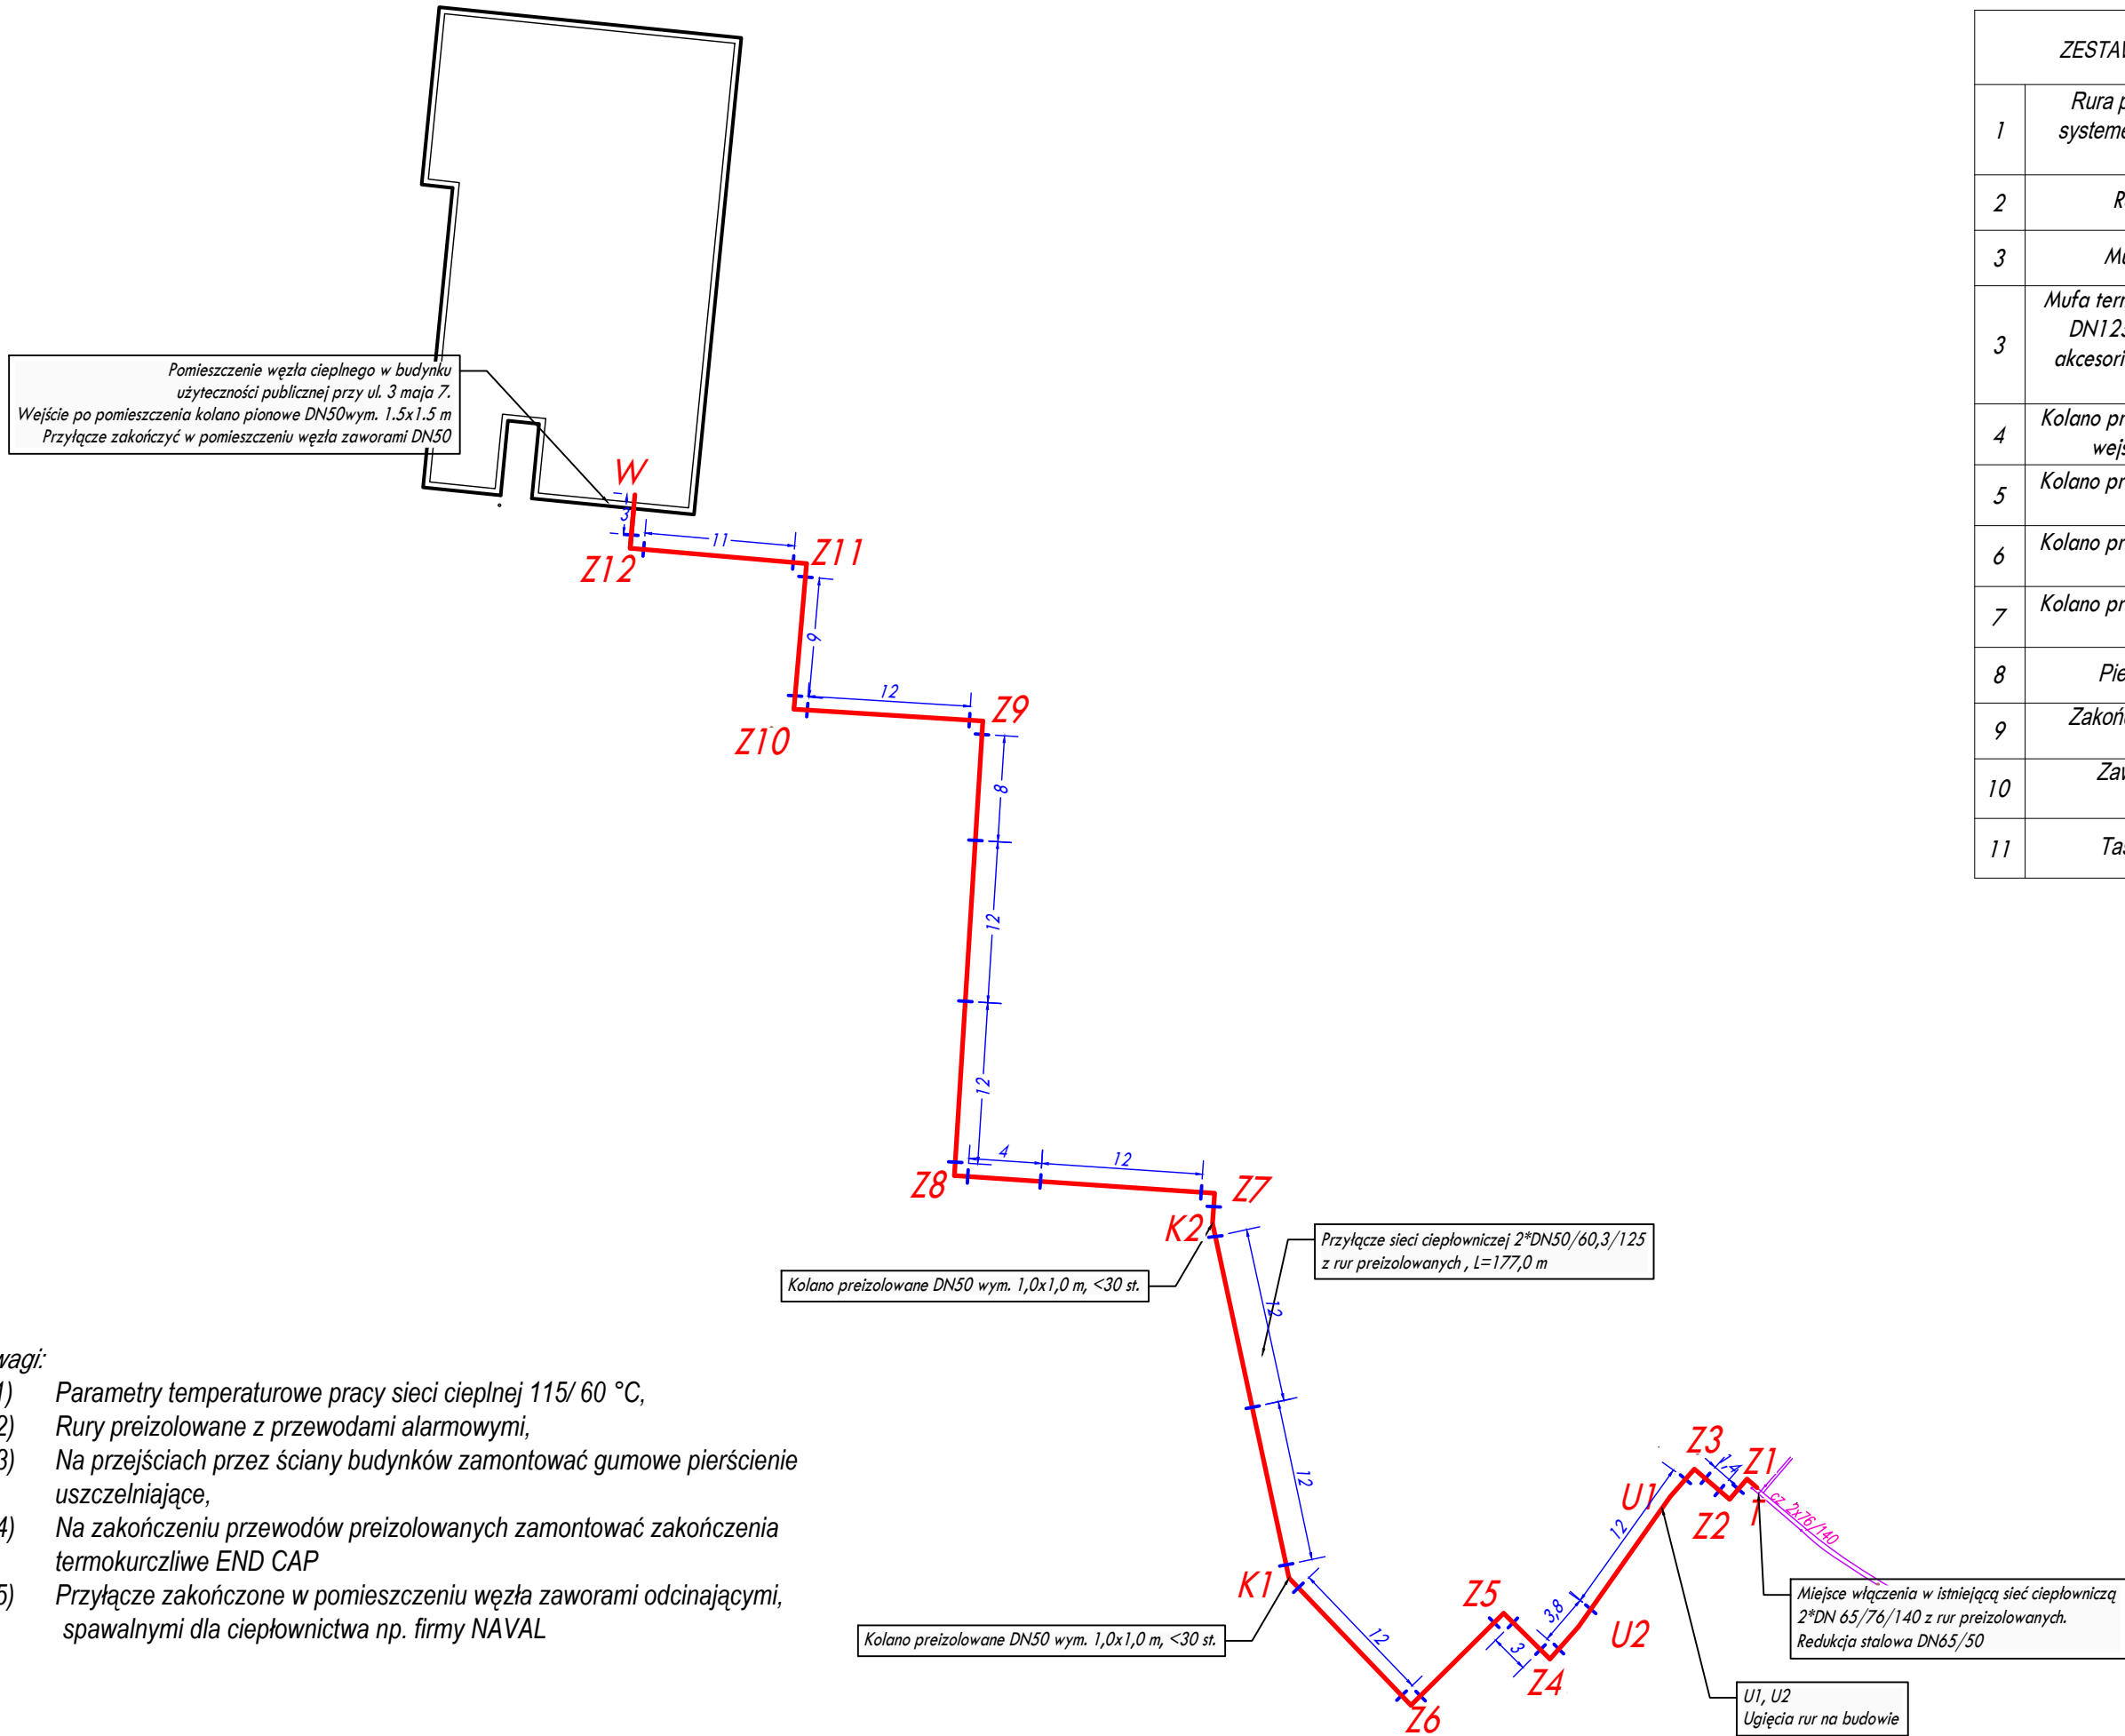 Pomieszczenie węzła cieplnego w budynku
użyteczności publicznej przy ul. 3 maja 7.
Wejście po pomieszczenia kolano pionowe DN50wym. 1.5x1.5 m
Przyłącze zakończyć w pomieszczeniu węzła zaworami DN50
W
3
11
Z12
Z11
9
12
Z10
Z9
8
12
12
4
12
Z8
Z7
K2
Przyłącze sieci ciepłowniczej 2*DN50/60,3/125
z rur preizolowanych , L=177,0 m
Kolano preizolowane DN50 wym. 1,0x1,0 m, <30 st.
12
12
K1
Kolano preizolowane DN50 wym. 1,0x1,0 m, <30 st.
12
Z6
Z5
3
Z4
3,8
U2
12
U1
Z3
1,4
Z1
Z2
T
cz 2x76/140
Miejsce włączenia w istniejącą sieć ciepłowniczą
2*DN 65/76/140 z rur preizolowanych.
Redukcja stalowa DN65/50
U1, U2
Ugięcia rur na budowie
wagi:
1) Parametry temperaturowe pracy sieci cieplnej 115/ 60 °C,
2) Rury preizolowane z przewodami alarmowymi,
3) Na przejściach przez ściany budynków zamontować gumowe pierścienie
uszczelniające,
4) Na zakończeniu przewodów preizolowanych zamontować zakończenia
termokurczliwe END CAP
5) Przyłącze zakończone w pomieszczeniu węzła zaworami odcinającymi,
spawalnymi dla ciepłownictwa np. firmy NAVAL
ZESTA
1 Rura p
system
2 R
3 M
3 Mufa ter
DN12
akcesori
4 Kolano pr
wej
5 Kolano pr
6 Kolano pr
7 Kolano pr
8 Pie
9 Zakoń
10 Za
11 Ta